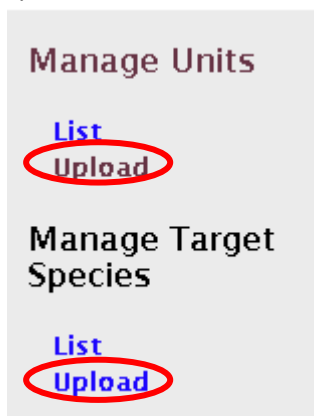 Manage Units
List
Upload
Manage Target
Species
List
Upload